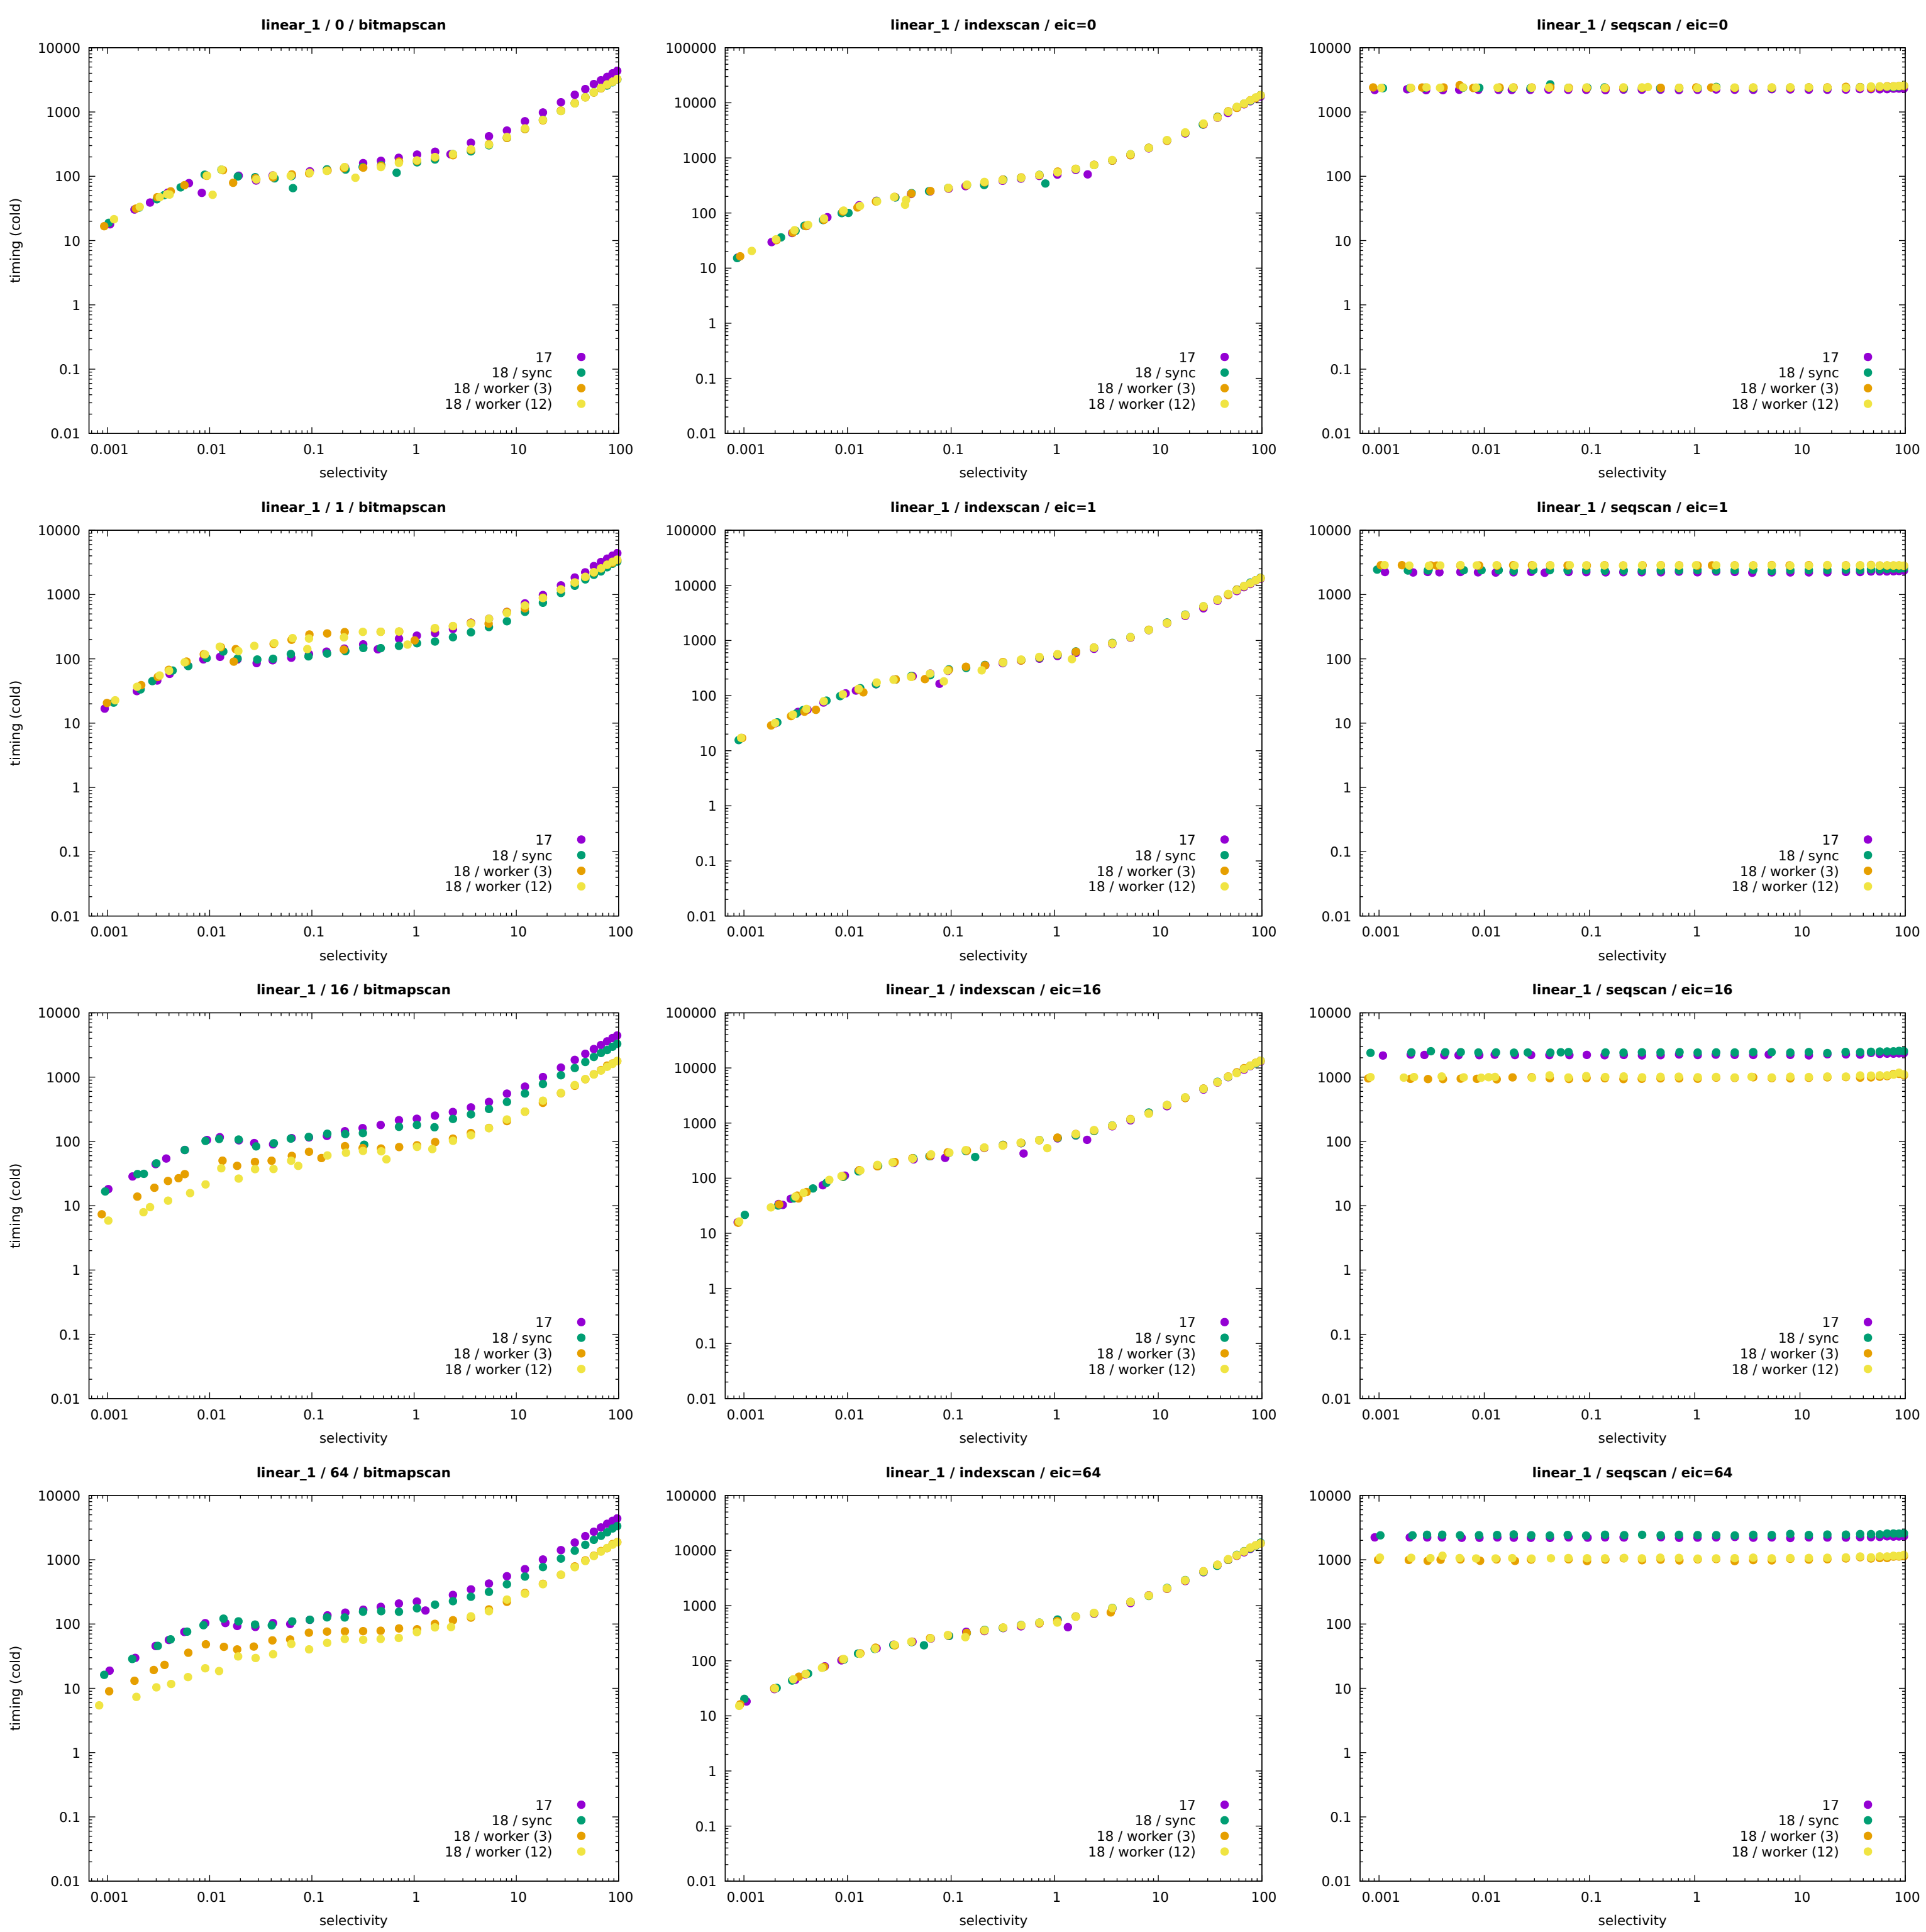 linear_1 / 0 / bitmapscan
10000
1000
100
10
1
0.1
0.01
timing (cold)
17
18 / sync
18 / worker (3)
18 / worker (12)
0.001 0.01 0.1 1 10 100
selectivity
linear_1 / indexscan / eic=0
100000
10000
1000
100
10
1
0.1
0.01
17
18 / sync
18 / worker (3)
18 / worker (12)
0.001 0.01 0.1 1 10 100
selectivity
linear_1 / seqscan / eic=0
10000
1000
100
10
1
0.1
0.01
17
18 / sync
18 / worker (3)
18 / worker (12)
0.001 0.01 0.1 1 10 100
selectivity
linear_1 / 1 / bitmapscan
10000
1000
100
10
1
0.1
0.01
timing (cold)
17
18 / sync
18 / worker (3)
18 / worker (12)
0.001 0.01 0.1 1 10 100
selectivity
linear_1 / indexscan / eic=1
100000
10000
1000
100
10
1
0.1
0.01
17
18 / sync
18 / worker (3)
18 / worker (12)
0.001 0.01 0.1 1 10 100
selectivity
linear_1 / seqscan / eic=1
10000
1000
100
10
1
0.1
0.01
17
18 / sync
18 / worker (3)
18 / worker (12)
0.001 0.01 0.1 1 10 100
selectivity
linear_1 / 16 / bitmapscan
10000
1000
100
10
1
0.1
0.01
timing (cold)
17
18 / sync
18 / worker (3)
18 / worker (12)
0.001 0.01 0.1 1 10 100
selectivity
linear_1 / indexscan / eic=16
100000
10000
1000
100
10
1
0.1
0.01
17
18 / sync
18 / worker (3)
18 / worker (12)
0.001 0.01 0.1 1 10 100
selectivity
linear_1 / seqscan / eic=16
10000
1000
100
10
1
0.1
0.01
17
18 / sync
18 / worker (3)
18 / worker (12)
0.001 0.01 0.1 1 10 100
selectivity
linear_1 / 64 / bitmapscan
10000
1000
100
10
1
0.1
0.01
timing (cold)
17
18 / sync
18 / worker (3)
18 / worker (12)
0.001 0.01 0.1 1 10 100
selectivity
linear_1 / indexscan / eic=64
100000
10000
1000
100
10
1
0.1
0.01
17
18 / sync
18 / worker (3)
18 / worker (12)
0.001 0.01 0.1 1 10 100
selectivity
linear_1 / seqscan / eic=64
10000
1000
100
10
1
0.1
0.01
17
18 / sync
18 / worker (3)
18 / worker (12)
0.001 0.01 0.1 1 10 100
selectivity